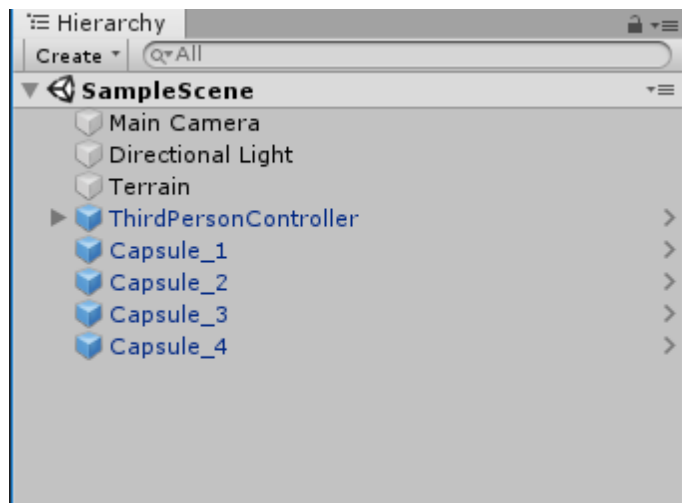 Hierarchy
Create All
SampleScene
Main Camera
Directional Light
Terrain
ThirdPersonController
Capsule_1
Capsule_2
Capsule_3
Capsule_4